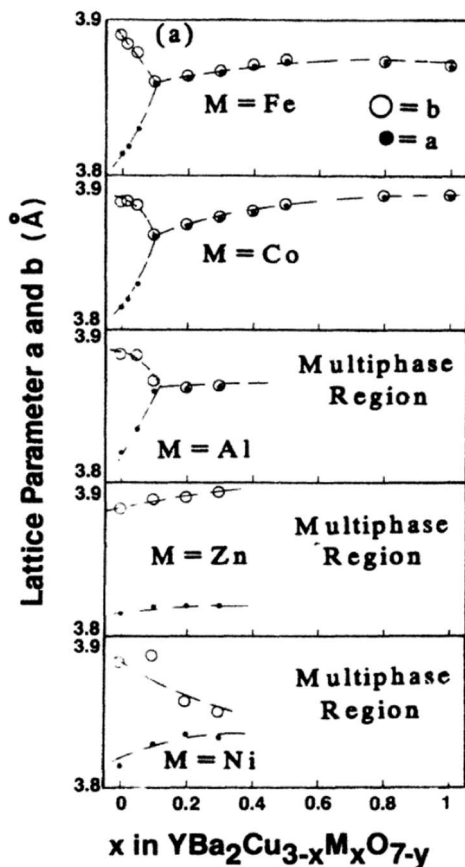 3.9
(a)
M = Fe
○ = b
● = a
3.8
3.9
M = Co
3.8
3.9
Multiphase
Region
M = Al
3.8
3.9
M = Zn
Multiphase
Region
3.8
3.9
Multiphase
Region
M = Ni
3.8
0 0.2 0.4 0.6 0.8 1
x in YBa₂Cu₃₋ₓMₓO₇₋y
Lattice Parameter a and b (Å)